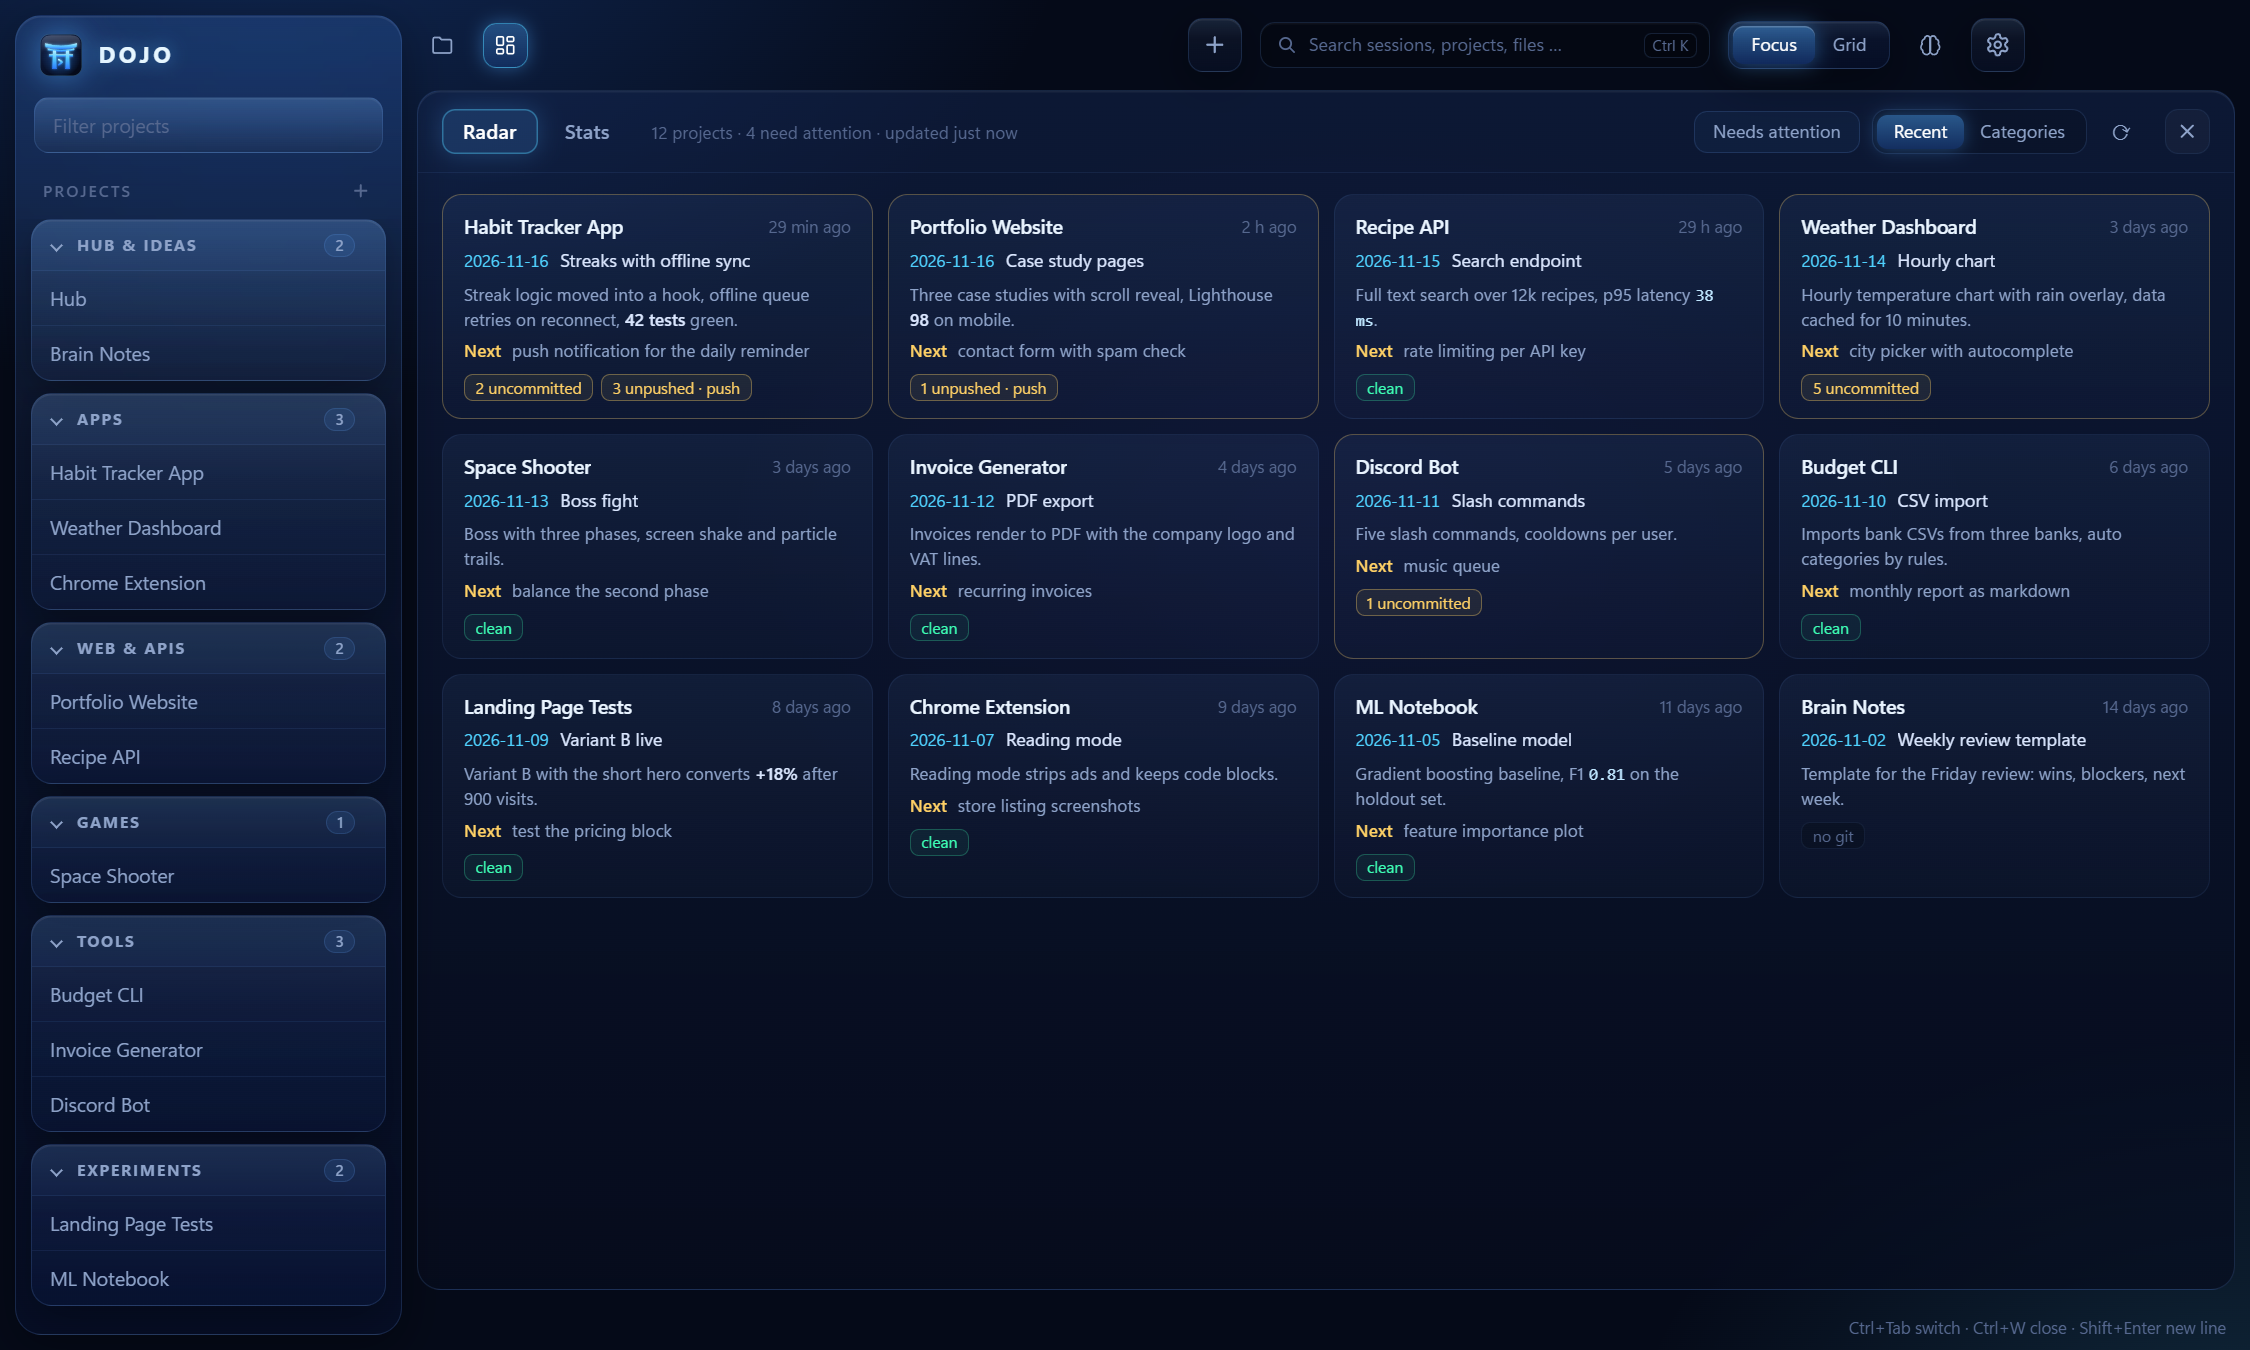 DOJO
Filter projects
PROJECTS
HUB & IDEAS 2
Hub
Brain Notes
APPS 3
Habit Tracker App
Weather Dashboard
Chrome Extension
WEB & APIS 2
Portfolio Website
Recipe API
GAMES 1
Space Shooter
TOOLS 3
Budget CLI
Invoice Generator
Discord Bot
EXPERIMENTS 2
Landing Page Tests
ML Notebook
Search sessions, projects, files ... Ctrl K
Focus Grid
Radar Stats 12 projects · 4 need attention · updated just now
Needs attention Recent Categories
Habit Tracker App 29 min ago
2026-11-16 Streaks with offline sync
Streak logic moved into a hook, offline queue
retries on reconnect, 42 tests green.
Next push notification for the daily reminder
2 uncommitted 3 unpushed · push
Portfolio Website 2 h ago
2026-11-16 Case study pages
Three case studies with scroll reveal, Lighthouse
98 on mobile.
Next contact form with spam check
1 unpushed · push
Recipe API 29 h ago
2026-11-15 Search endpoint
Full text search over 12k recipes, p95 latency 38
ms.
Next rate limiting per API key
clean
Weather Dashboard 3 days ago
2026-11-14 Hourly chart
Hourly temperature chart with rain overlay, data
cached for 10 minutes.
Next city picker with autocomplete
5 uncommitted
Space Shooter 3 days ago
2026-11-13 Boss fight
Boss with three phases, screen shake and particle
trails.
Next balance the second phase
clean
Invoice Generator 4 days ago
2026-11-12 PDF export
Invoices render to PDF with the company logo and
VAT lines.
Next recurring invoices
clean
Discord Bot 5 days ago
2026-11-11 Slash commands
Five slash commands, cooldowns per user.
Next music queue
1 uncommitted
Budget CLI 6 days ago
2026-11-10 CSV import
Imports bank CSVs from three banks, auto
categories by rules.
Next monthly report as markdown
clean
Landing Page Tests 8 days ago
2026-11-09 Variant B live
Variant B with the short hero converts +18% after
900 visits.
Next test the pricing block
clean
Chrome Extension 9 days ago
2026-11-07 Reading mode
Reading mode strips ads and keeps code blocks.
Next store listing screenshots
clean
ML Notebook 11 days ago
2026-11-05 Baseline model
Gradient boosting baseline, F1 0.81 on the
holdout set.
Next feature importance plot
clean
Brain Notes 14 days ago
2026-11-02 Weekly review template
Template for the Friday review: wins, blockers, next
week.
no git
Ctrl+Tab switch · Ctrl+W close · Shift+Enter new line